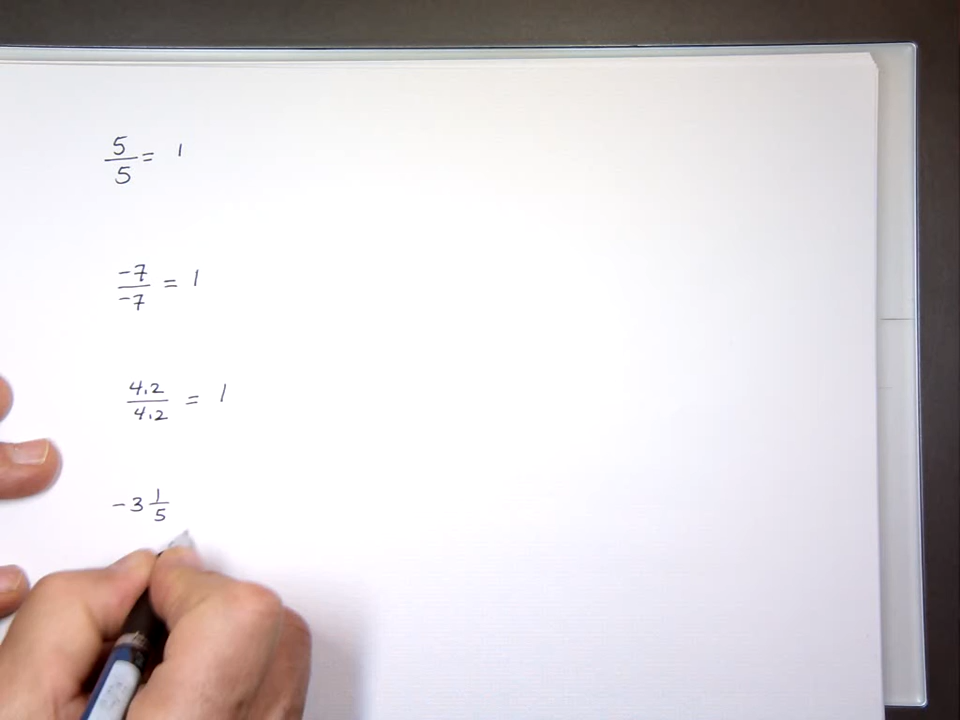 5/5 = 1
-7/-7 = 1
4.2/4.2 = 1
-3 1/5